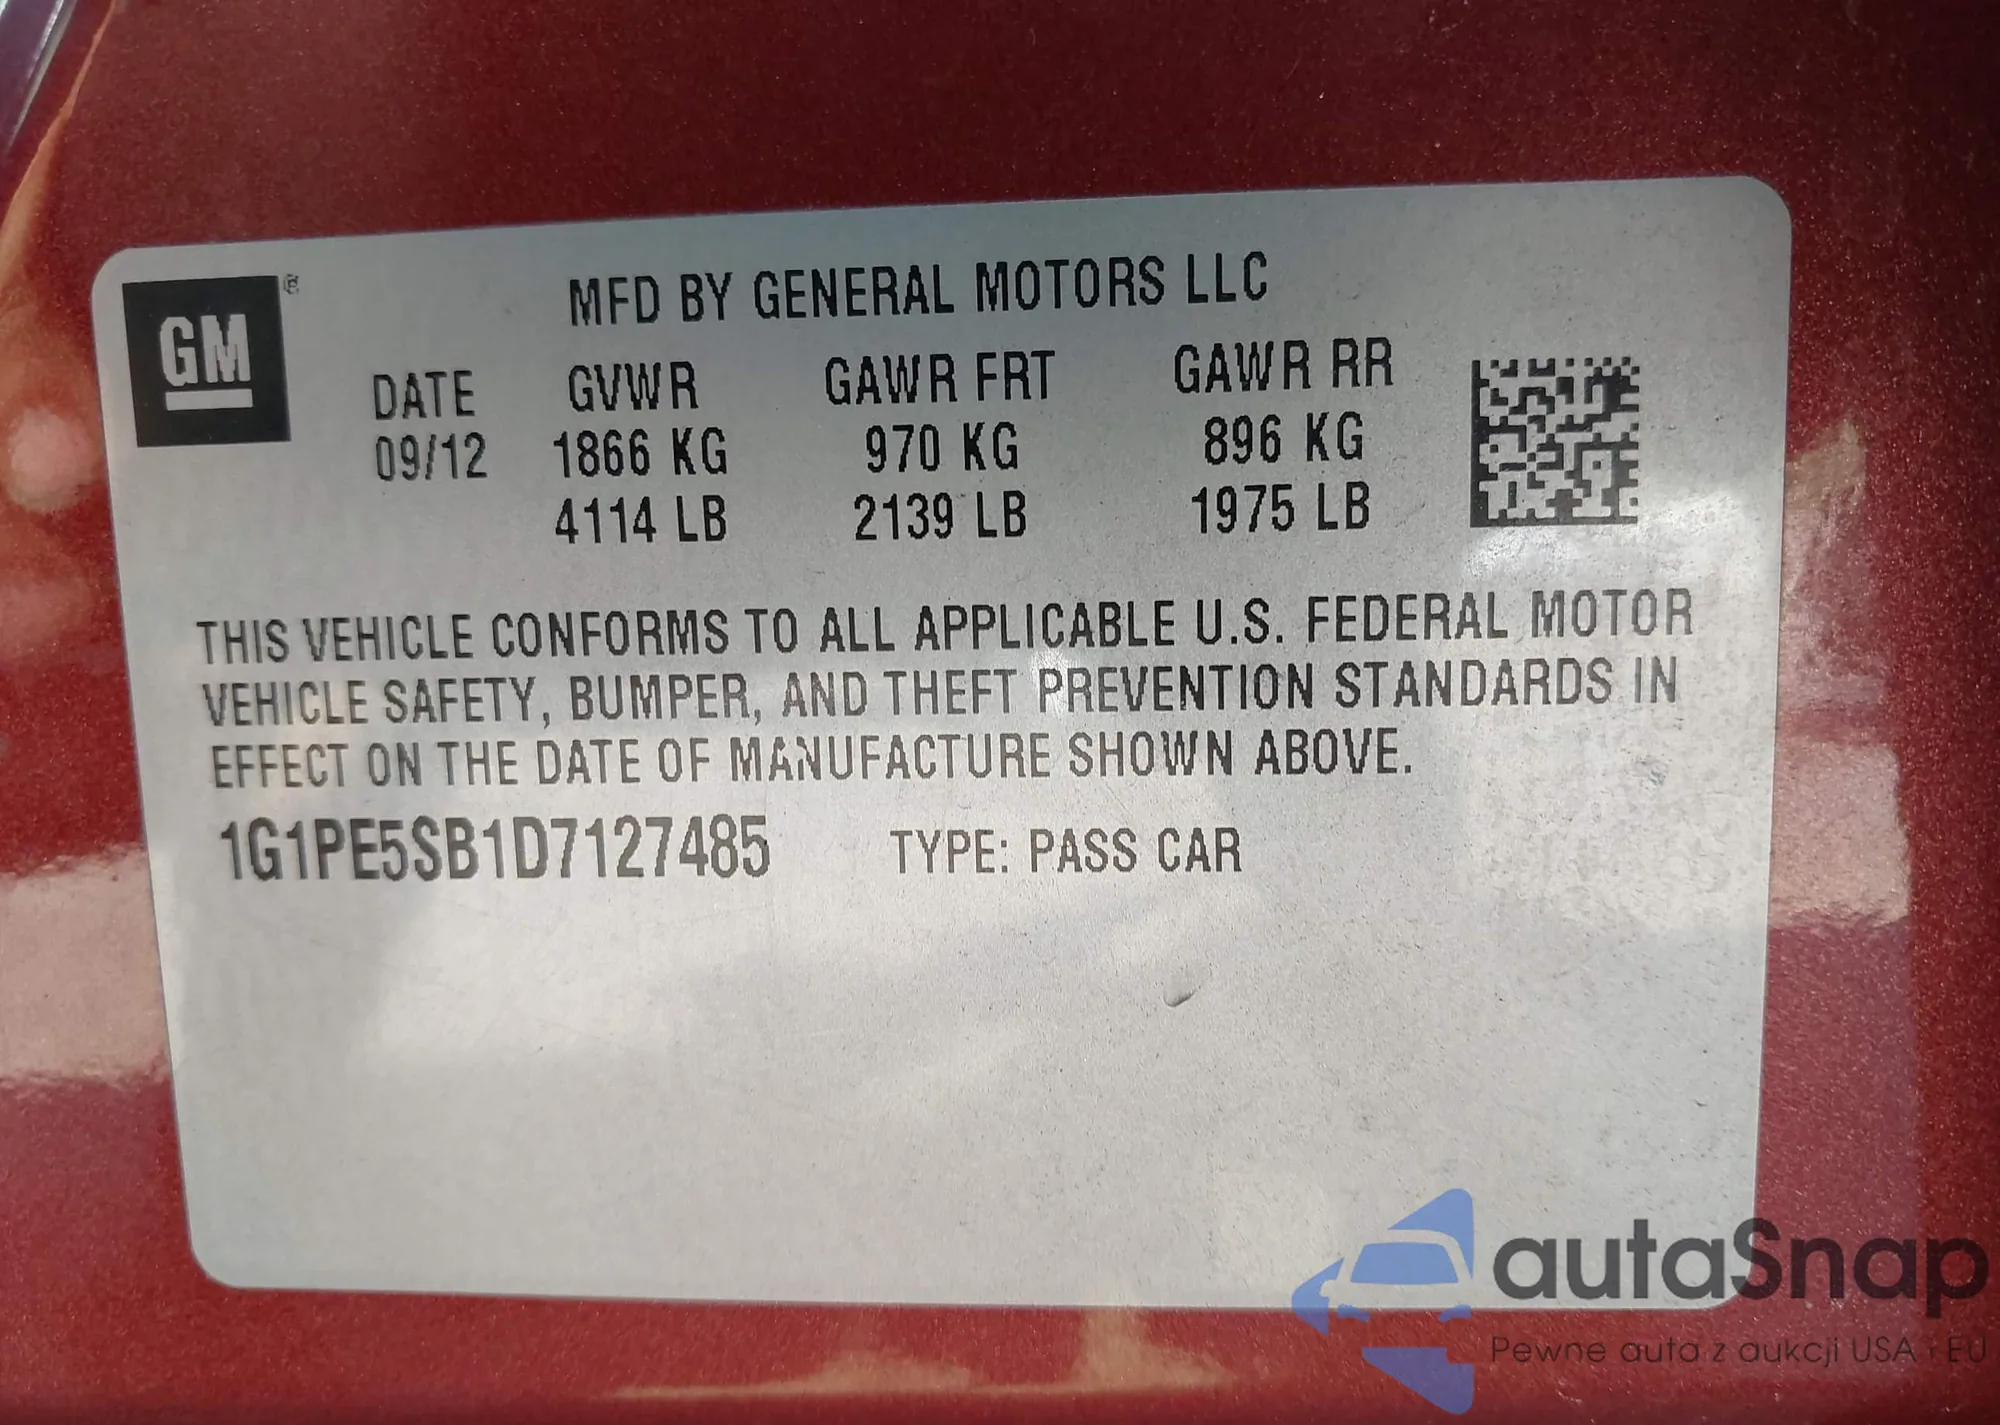 GM ®
MFD BY GENERAL MOTORS LLC
DATE GVWR GAWR FRT GAWR RR
09/12 1866 KG 970 KG 896 KG
4114 LB 2139 LB 1975 LB
THIS VEHICLE CONFORMS TO ALL APPLICABLE U.S. FEDERAL MOTOR
VEHICLE SAFETY, BUMPER, AND THEFT PREVENTION STANDARDS IN
EFFECT ON THE DATE OF MANUFACTURE SHOWN ABOVE.
1G1PE5SB1D7127485 TYPE: PASS CAR
autaSnap
Pewne auta z aukcji USA i EU